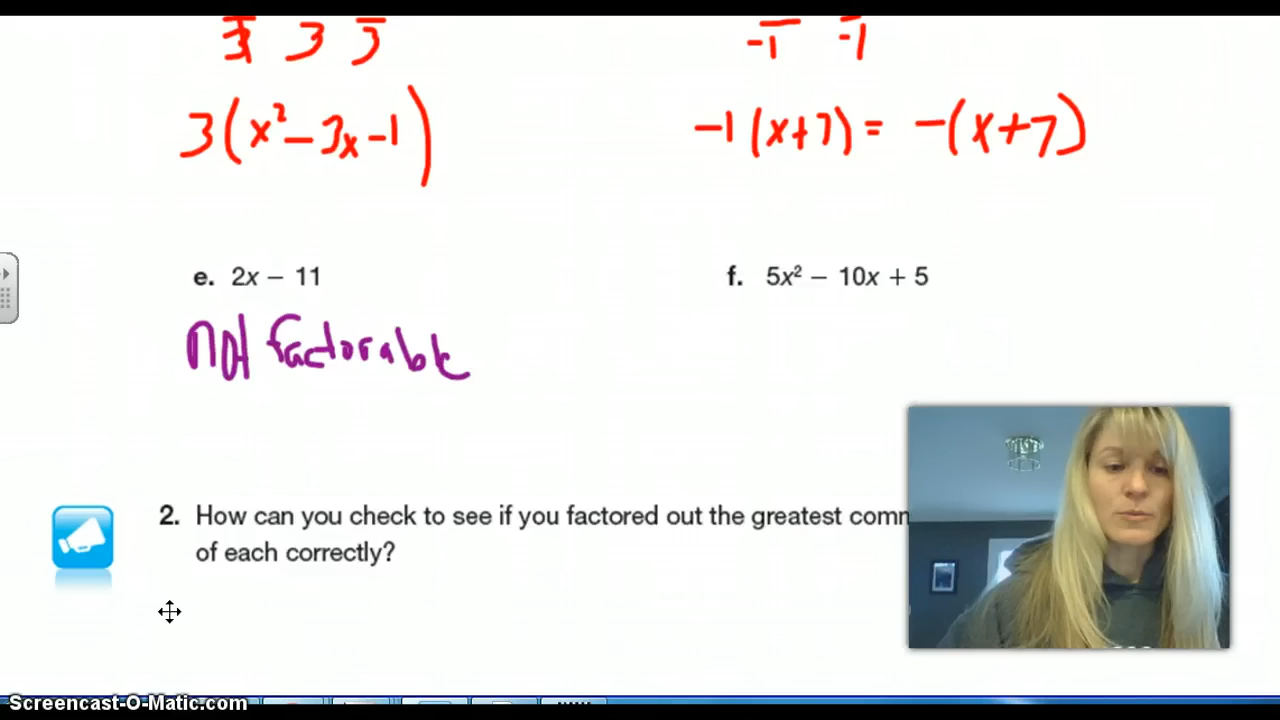 3 3 3 -1 -1
3(x² - 3x - 1) -1(x+7) = -(x+7)
e. 2x − 11 f. 5x² − 10x + 5
not factorable
2. How can you check to see if you factored out the greatest comm
of each correctly?
Screencast-O-Matic.com